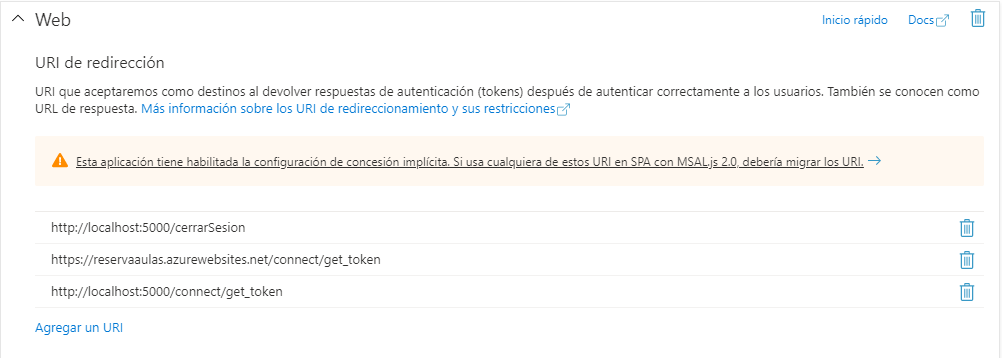 Web
Inicio rápido
Docs
URI de redirección
URI que aceptaremos como destinos al devolver respuestas de autenticación (tokens) después de autenticar correctamente a los usuarios. También se conocen como
URL de respuesta. Más información sobre los URI de redireccionamiento y sus restricciones
Esta aplicación tiene habilitada la configuración de concesión implícita. Si usa cualquiera de estos URI en SPA con MSAL.js 2.0, debería migrar los URI.
http://localhost:5000/cerrarSesion
https://reservaaulas.azurewebsites.net/connect/get_token
http://localhost:5000/connect/get_token
Agregar un URI